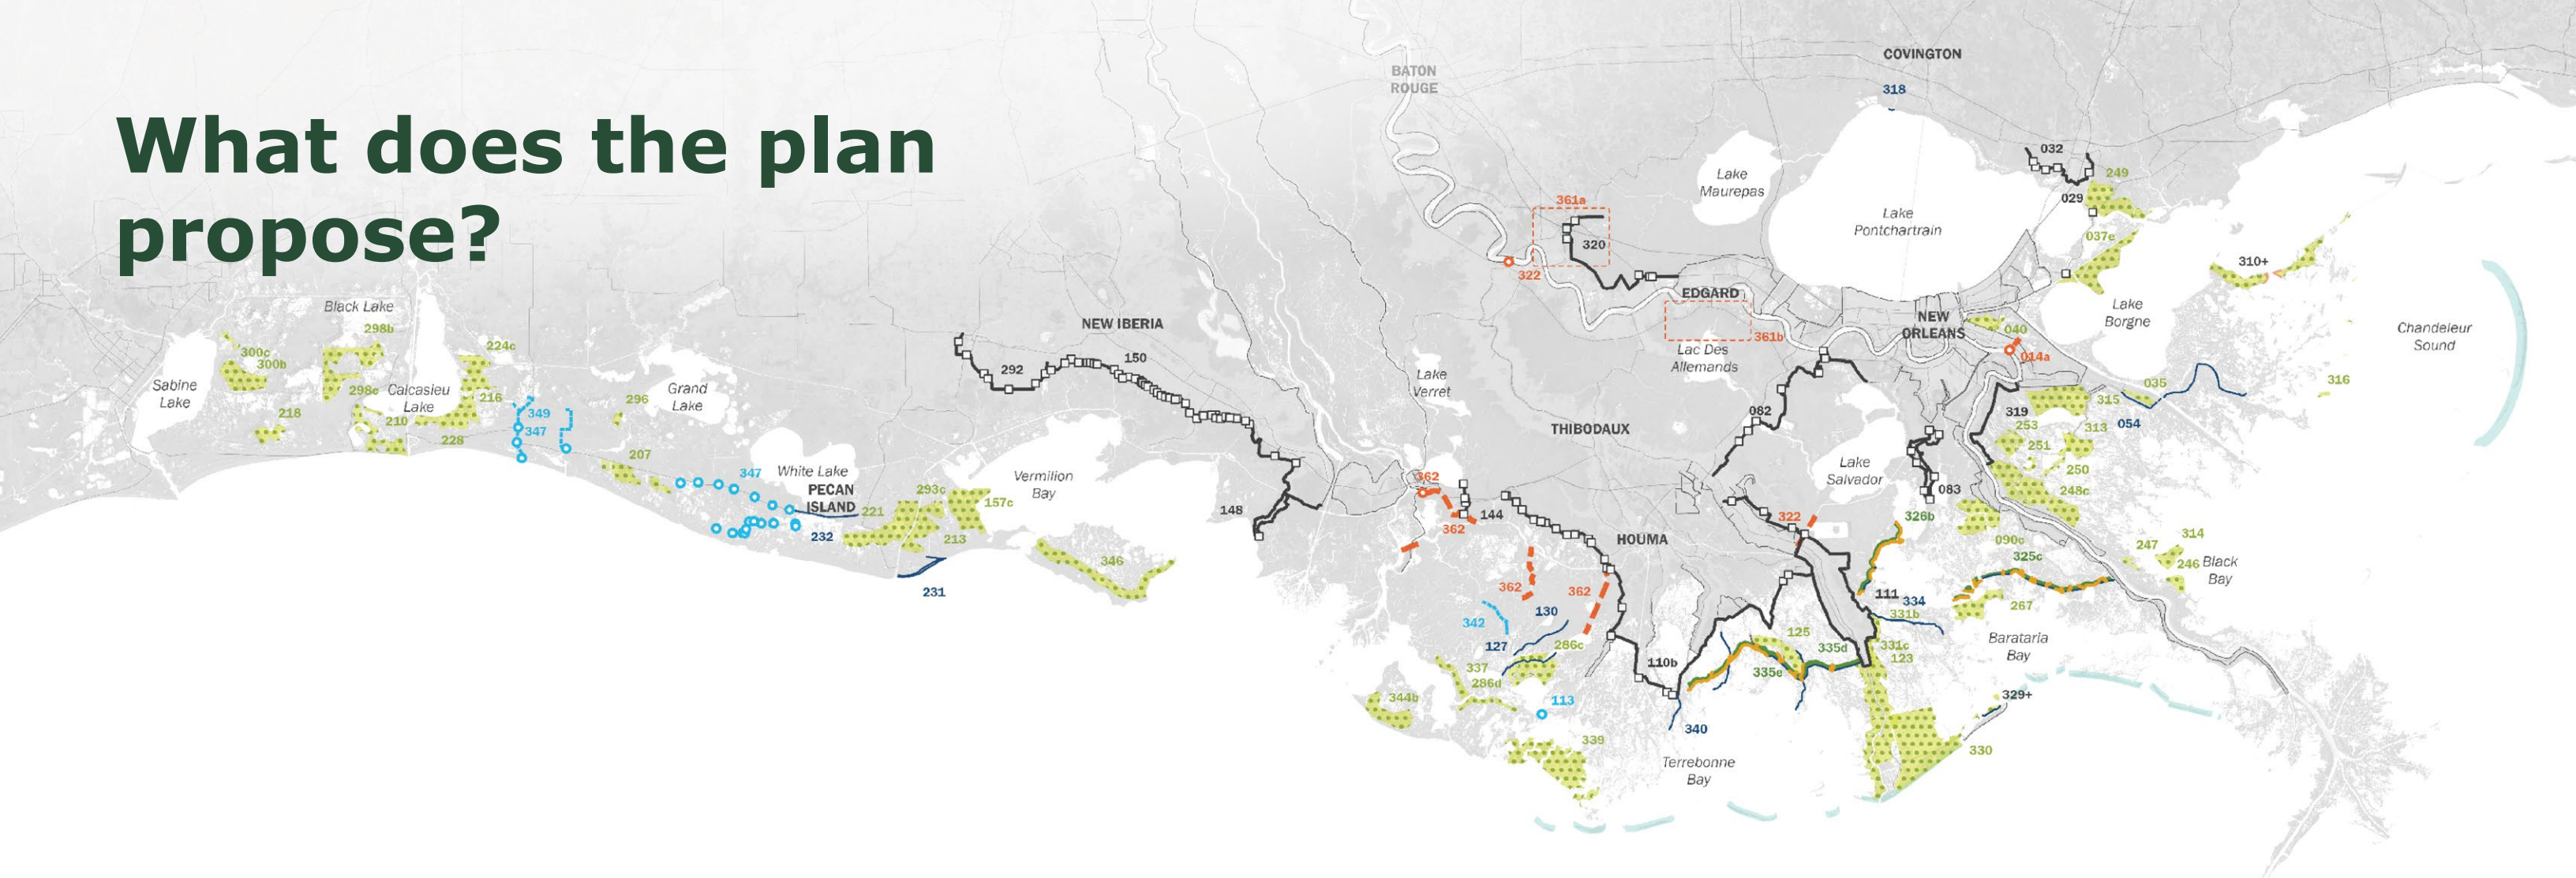 What does the plan
propose?
BATON
ROUGE
COVINGTON
318
032
249
029
037e
310+
Lake
Maurepas
Lake
Pontchartrain
361a
320
322
EDGARD
361b
Lac Des
Allemands
NEW
ORLEANS
040
014a
Lake
Borgne
Chandeleur
Sound
316
035
315
054
319
253
313
251
250
248c
Black Lake
298b
300c
300b
224c
Sabine
Lake
298c
Calcasieu
Lake
216
218
210
228
349
347
296
Grand
Lake
207
NEW IBERIA
292
150
347
White Lake
PECAN
ISLAND
221
232
293c
157c
213
231
Vermilion
Bay
346
148
Lake
Verret
THIBODAUX
082
Lake
Salvador
083
326b
090c
325c
314
247
246
Black
Bay
362
362
144
HOUMA
322
362
362
111
334
331b
267
342
130
127
286c
125
335d
331c
123
Barataria
Bay
337
286d
110b
335e
344b
113
329+
340
339
330
Terrebonne
Bay